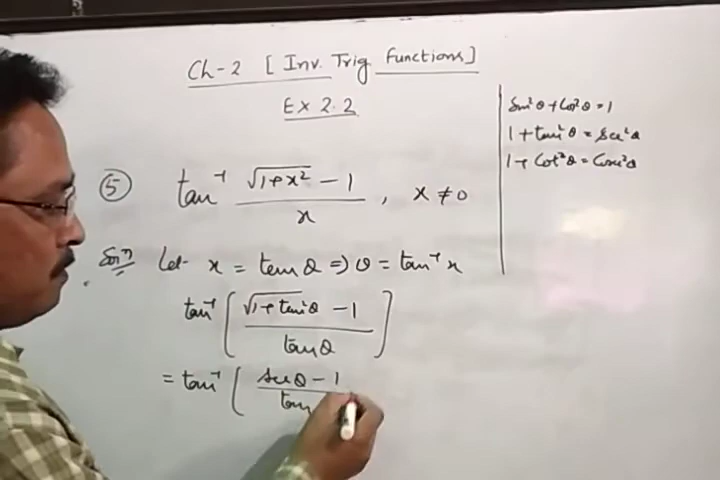 Ch-2 [ Inv. Trig Functions ]
Ex 2.2
sin²θ + cos²θ = 1
1 + tan²θ = sec²θ
1 + cot²θ = cosec²θ
⑤ tan⁻¹ (√(1+x²) - 1)/x , x ≠ 0
Solⁿ Let x = tanθ ⇒ θ = tan⁻¹ x
tan⁻¹ [ (√(1+tan²θ) - 1)/tanθ ]
= tan⁻¹ ( (secθ - 1)/tan